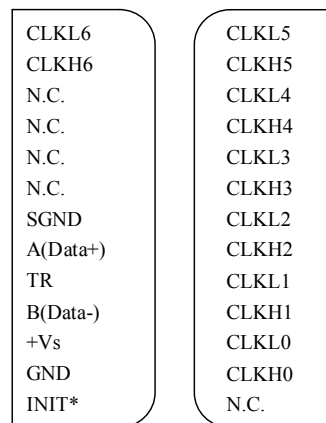 CLKL6
CLKH6
N.C.
N.C.
N.C.
N.C.
SGND
A(Data+)
TR
B(Data-)
+Vs
GND
INIT*
CLKL5
CLKH5
CLKL4
CLKH4
CLKL3
CLKH3
CLKL2
CLKH2
CLKL1
CLKH1
CLKL0
CLKH0
N.C.